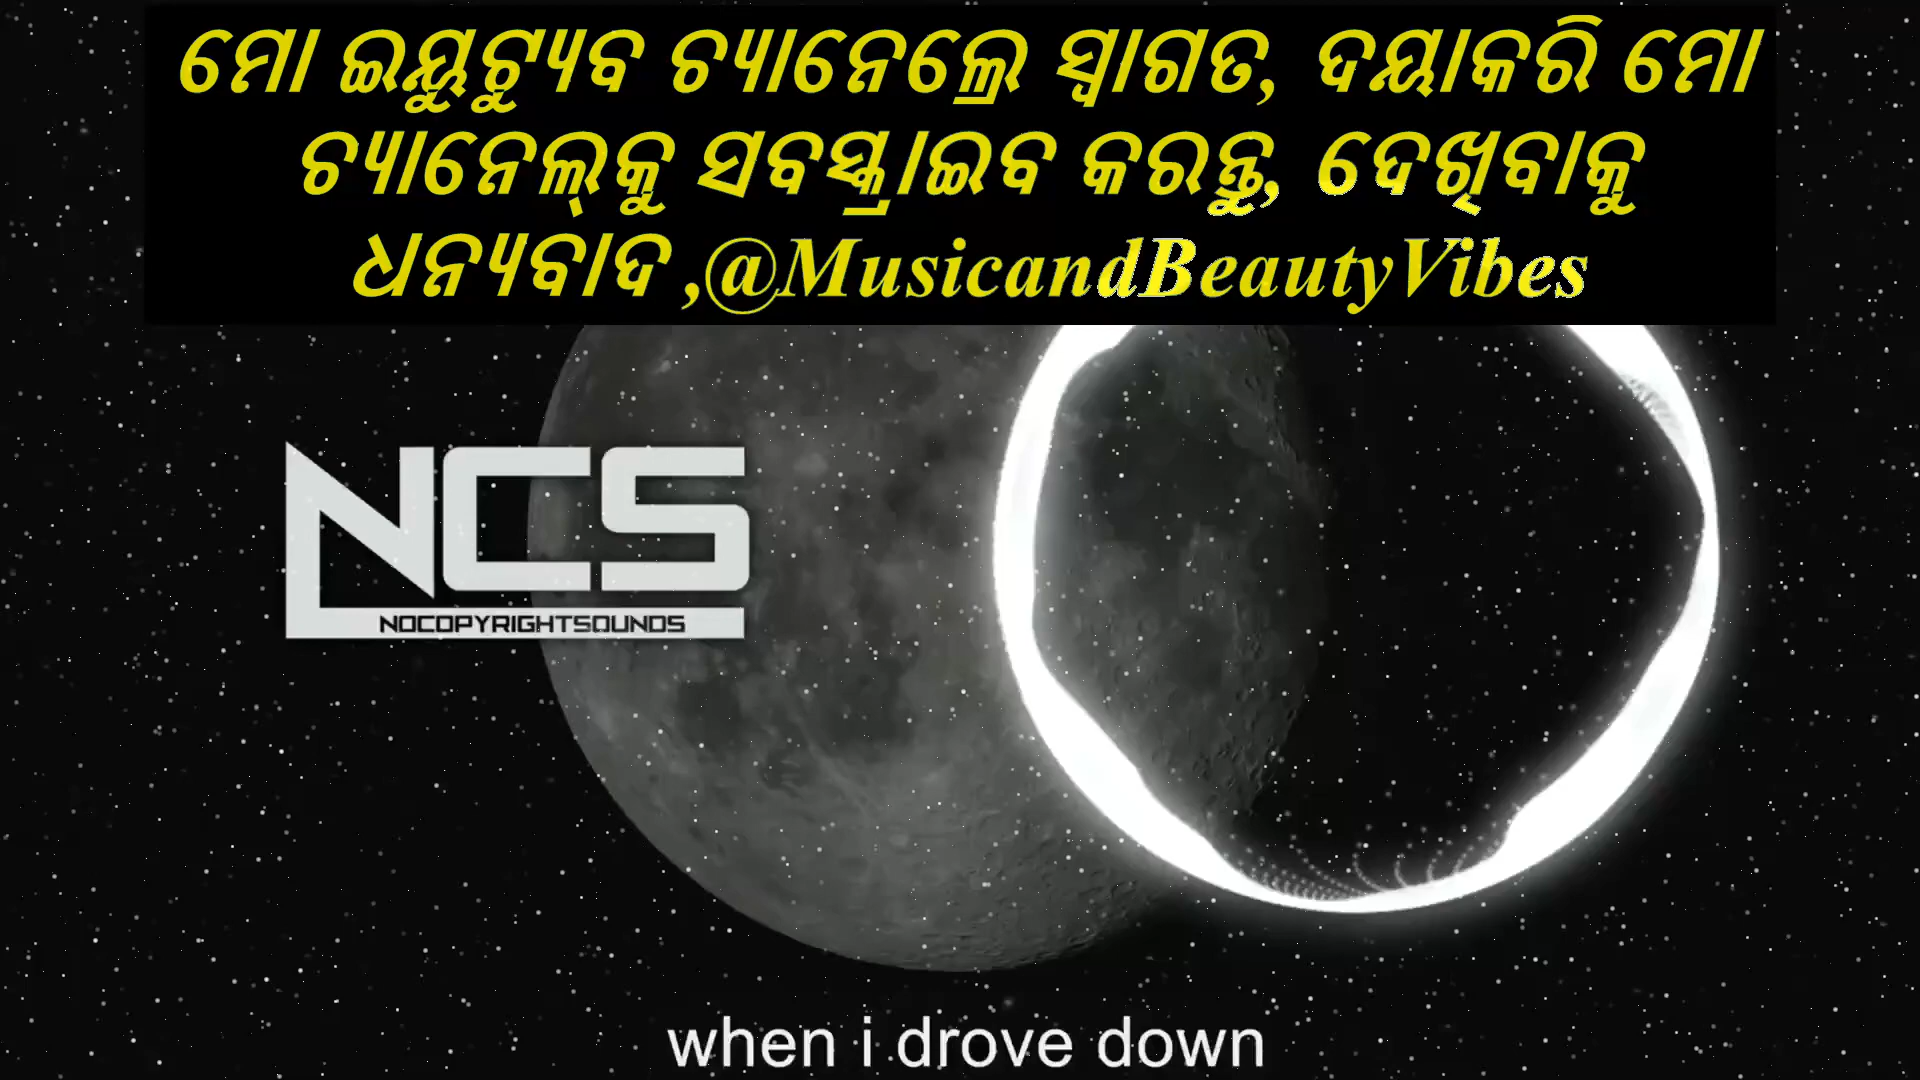 ମୋ ଇୟୁଟ୍ୟୁବ ଚ୍ୟାନେଲ୍ରେ ସ୍ୱାଗତ, ଦୟାକରି ମୋ
ଚ୍ୟାନେଲ୍‌କୁ ସବସ୍କ୍ରାଇବ କରନ୍ତୁ, ଦେଖିବାକୁ
ଧନ୍ୟବାଦ ,@MusicandBeautyVibes
NCS
NOCOPYRIGHTSOUNDS
when i drove down